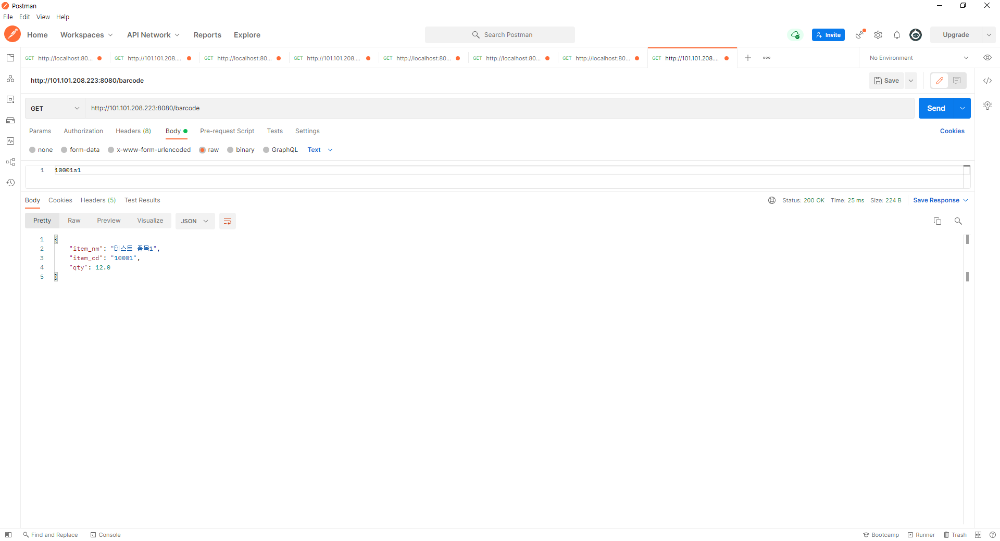 Postman
File Edit View Help
Home Workspaces API Network Reports Explore Search Postman Invite Upgrade
GET http://localhost:80... GET http://101.101.208.... GET http://localhost:80... GET http://101.101.208.... GET http://localhost:80... GET http://localhost:80... GET http://localhost:80... GET http://101.101.208.... No Environment
http://101.101.208.223:8080/barcode Save
GET http://101.101.208.223:8080/barcode Send
Params Authorization Headers (8) Body Pre-request Script Tests Settings Cookies
none form-data x-www-form-urlencoded raw binary GraphQL Text
1 10001a1
Body Cookies Headers (5) Test Results Status: 200 OK Time: 25 ms Size: 224 B Save Response
Pretty Raw Preview Visualize JSON
1 {
2 "item_nm": "테스트 품목1",
3 "item_cd": "10001",
4 "qty": 12.0
5 }
Find and Replace Console Bootcamp Runner Trash